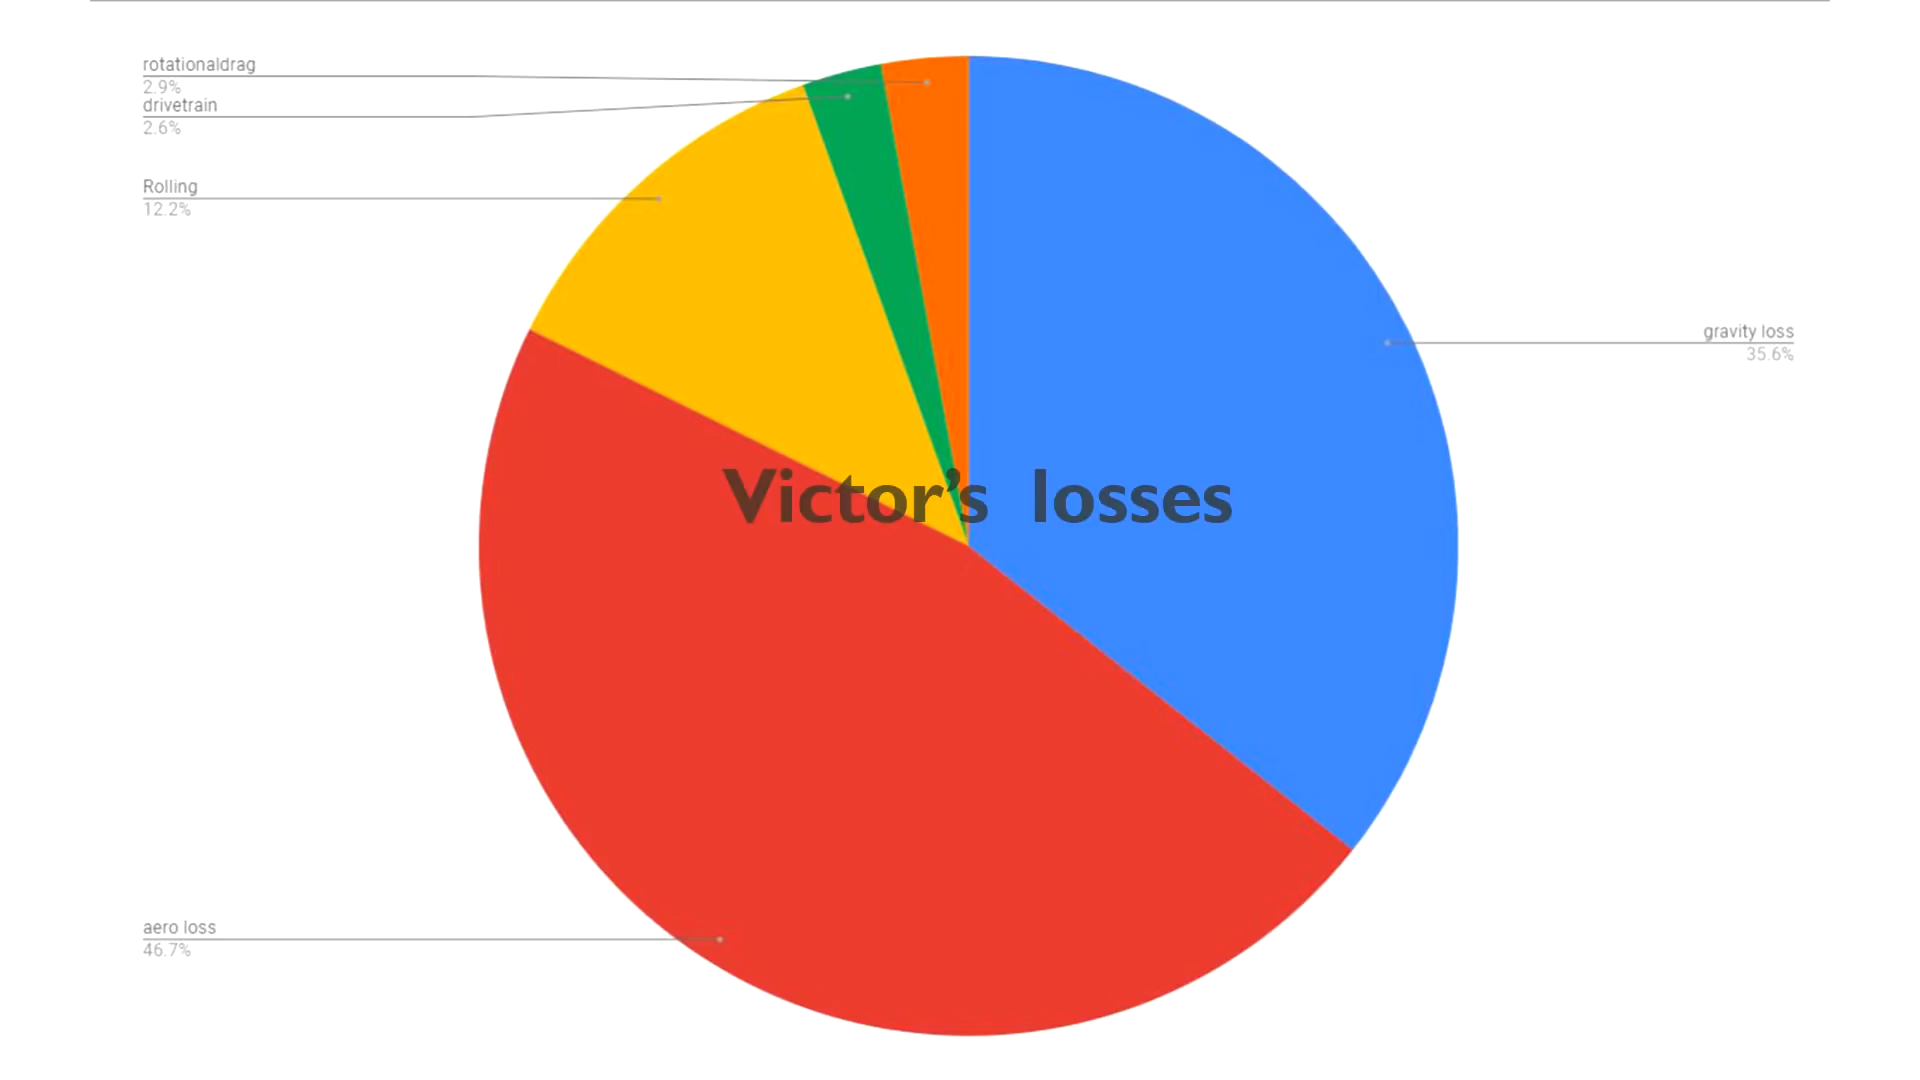 rotationaldrag
2.9%
drivetrain
2.6%
Rolling
12.2%
gravity loss
35.6%
Victor’s losses
aero loss
46.7%